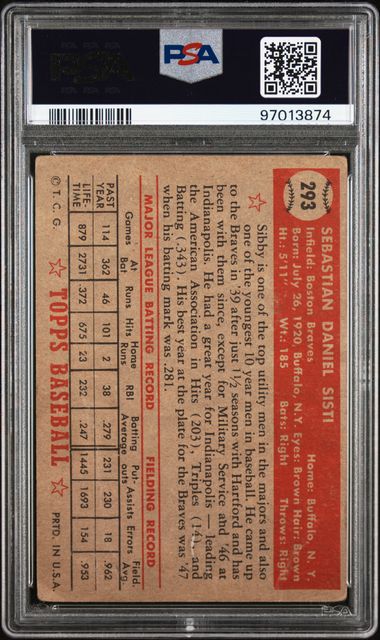 PSA
PSA
97013874
293
SEBASTIAN DANIEL SISTI
Infield: Boston Braves Home: Buffalo, N. Y.
Born: July 26, 1920, Buffalo, N.Y. Eyes: Brown Hair: Brown
Ht.: 5'11" Wt.: 185 Bats: Right Throws: Right
Sibby is one of the top utility men in the majors and also
one of the youngest 10 year men in baseball. He came up
to the Braves in '39 after just 1½ seasons with Hartford and has
been with them since, except for Military Service and '46 at
Indianapolis. He had a great year for Indianapolis leading
the American Association in Hits (203), Triples (14), and
Batting (.343). His best year at the plate for the Braves was '47
when his batting mark was .281.
MAJOR LEAGUE BATTING RECORD FIELDING RECORD
Games At Bat Runs Hits Home Runs RBI Batting Average Put-outs Assists Errors Field. Avg.
PAST YEAR 114 362 46 101 2 38 .279 231 230 18 .962
LIFE-TIME 879 2731 372 675 23 232 .247 1445 1693 154 .953
© T. C. G. TOPPS BASEBALL PRTD. IN U.S.A.